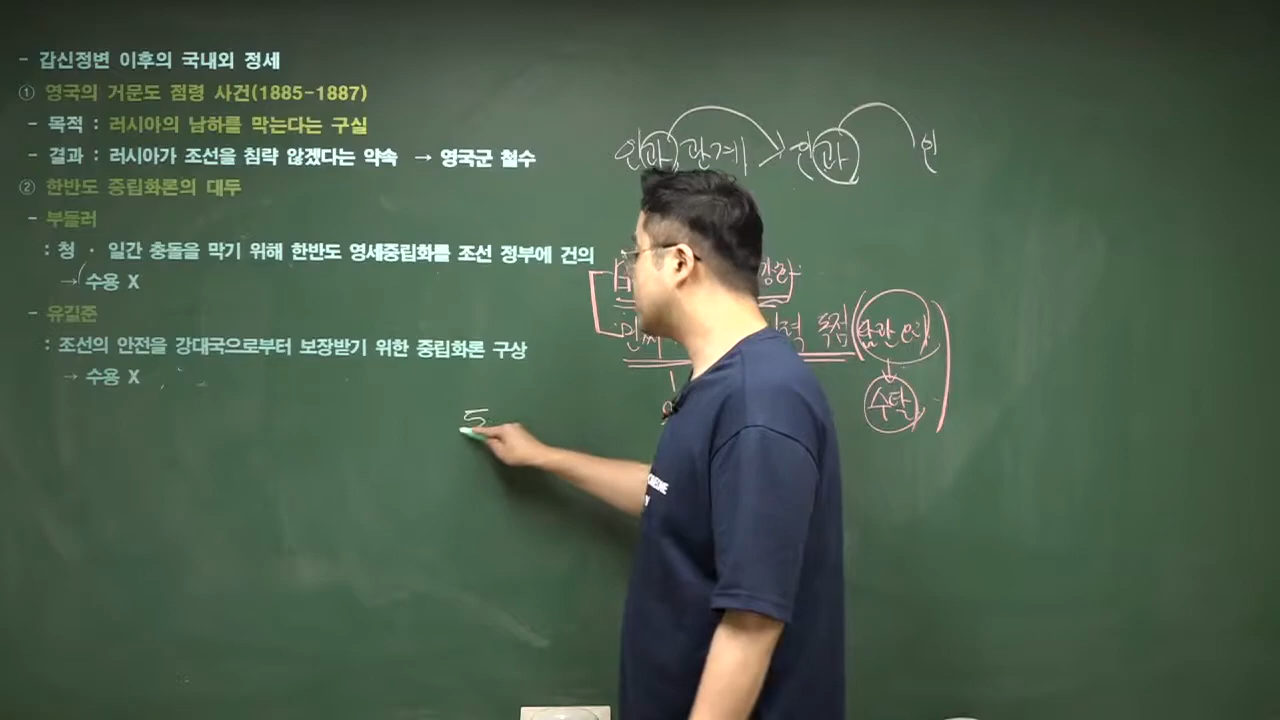 - 갑신정변 이후의 국내외 정세
① 영국의 거문도 점령 사건(1885-1887)
- 목적 : 러시아의 남하를 막는다는 구실
- 결과 : 러시아가 조선을 침략 않겠다는 약속 → 영국군 철수
② 한반도 중립화론의 대두
- 부들러
: 청 · 일간 충돌을 막기 위해 한반도 영세중립화를 조선 정부에 건의
→ 수용 X
- 유길준
: 조선의 안전을 강대국으로부터 보장받기 위한 중립화론 구상
→ 수용 X
인과 관계 → 인과 인
독점
수탈
5